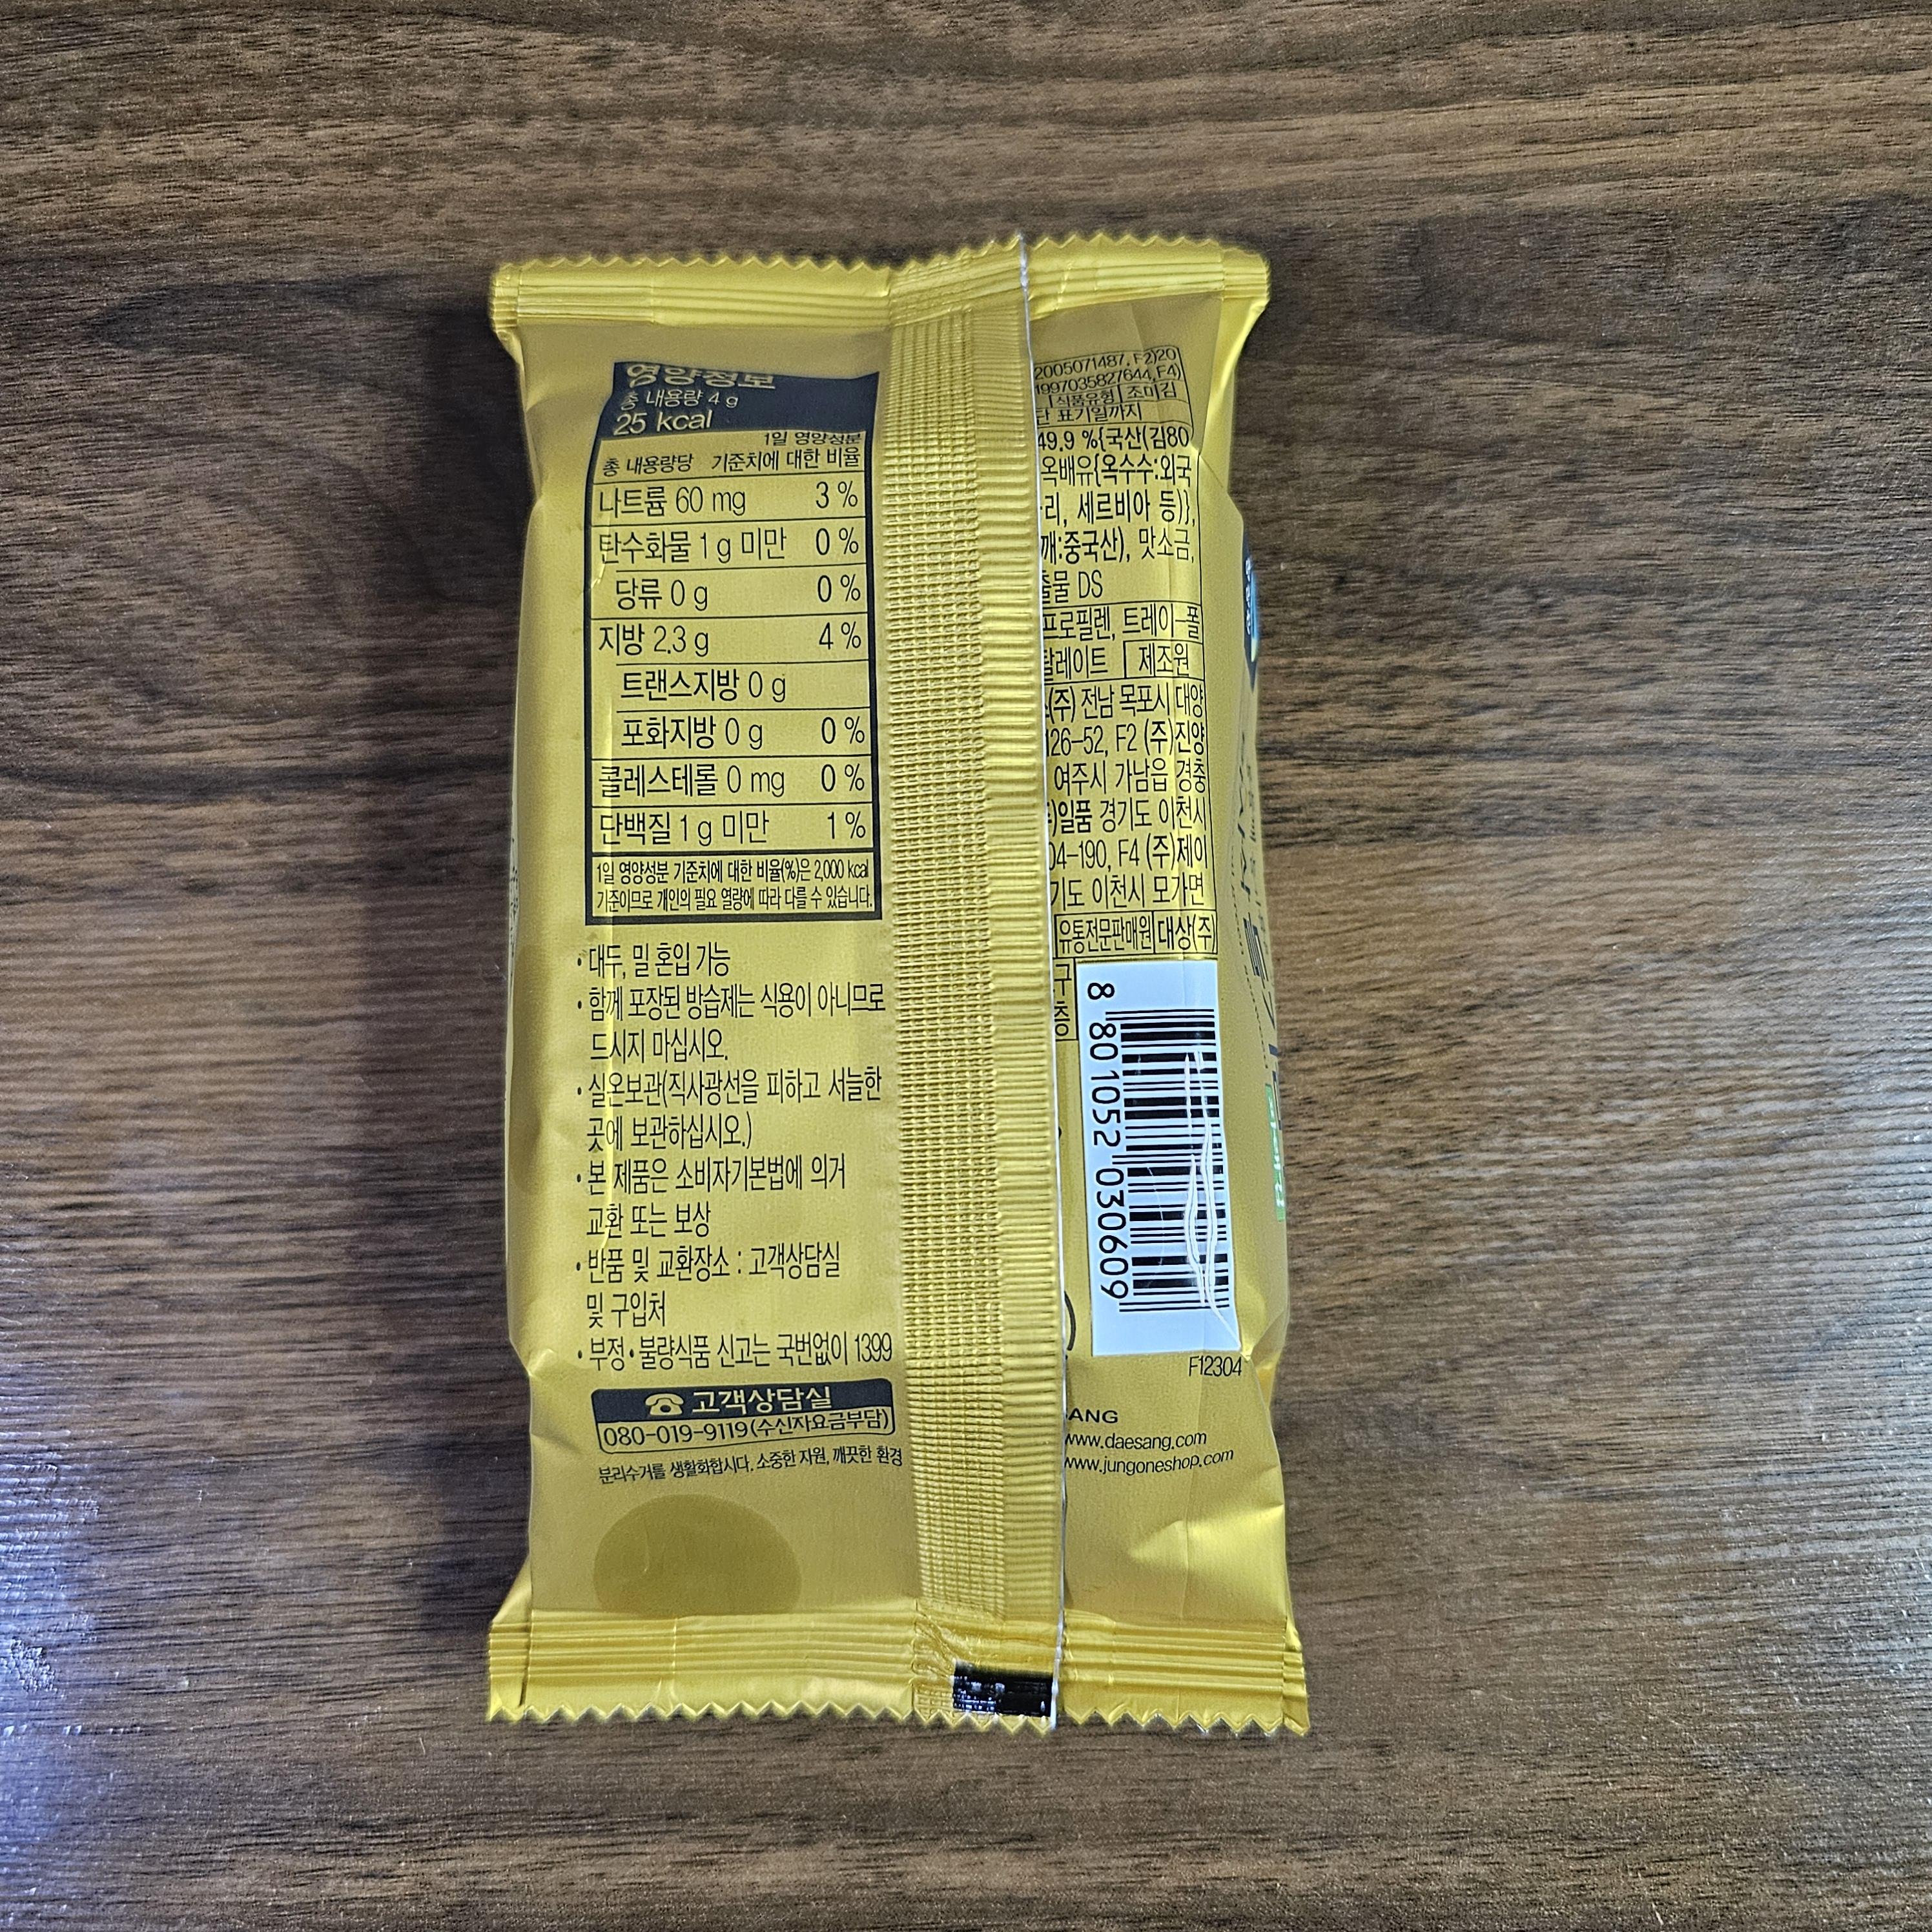 영양정보
총 내용량 4 g
25 kcal
1일 영양성분
총 내용량당 기준치에 대한 비율
나트륨 60 mg 3 %
탄수화물 1 g 미만 0 %
당류 0 g 0 %
지방 2.3 g 4 %
트랜스지방 0 g
포화지방 0 g 0 %
콜레스테롤 0 mg 0 %
단백질 1 g 미만 1 %
1일 영양성분 기준치에 대한 비율(%)은 2,000 kcal
기준이므로 개인의 필요 열량에 따라 다를 수 있습니다.
• 대두, 밀 혼입 가능
• 함께 포장된 방습제는 식용이 아니므로
드시지 마십시오.
• 실온보관(직사광선을 피하고 서늘한
곳에 보관하십시오.)
• 본 제품은 소비자기본법에 의거
교환 또는 보상
• 반품 및 교환장소 : 고객상담실
및 구입처
• 부정•불량식품 신고는 국번없이 1399
고객상담실
080-019-9119(수신자요금부담)
분리수거를 생활화합시다. 소중한 자원, 깨끗한 환경
2005071487, F2)20
1997035827644, F4)
식품유형 조미김
단 표기일까지
49.9 %{국산(김80
옥배유{옥수수:외국
리, 세르비아 등)},
깨:중국산), 맛소금,
출물 DS
프로필렌, 트레이-폴
탈레이트 제조원
(주) 전남 목포시 대양
126-52, F2 (주)진양
여주시 가남읍 경충
)일품 경기도 이천시
04-190, F4 (주)제이
기도 이천시 모가면
유통전문판매원 대상(주)
구
층
8 801052 030609
F12304
ANG
www.daesang.com
www.jungoneshop.com